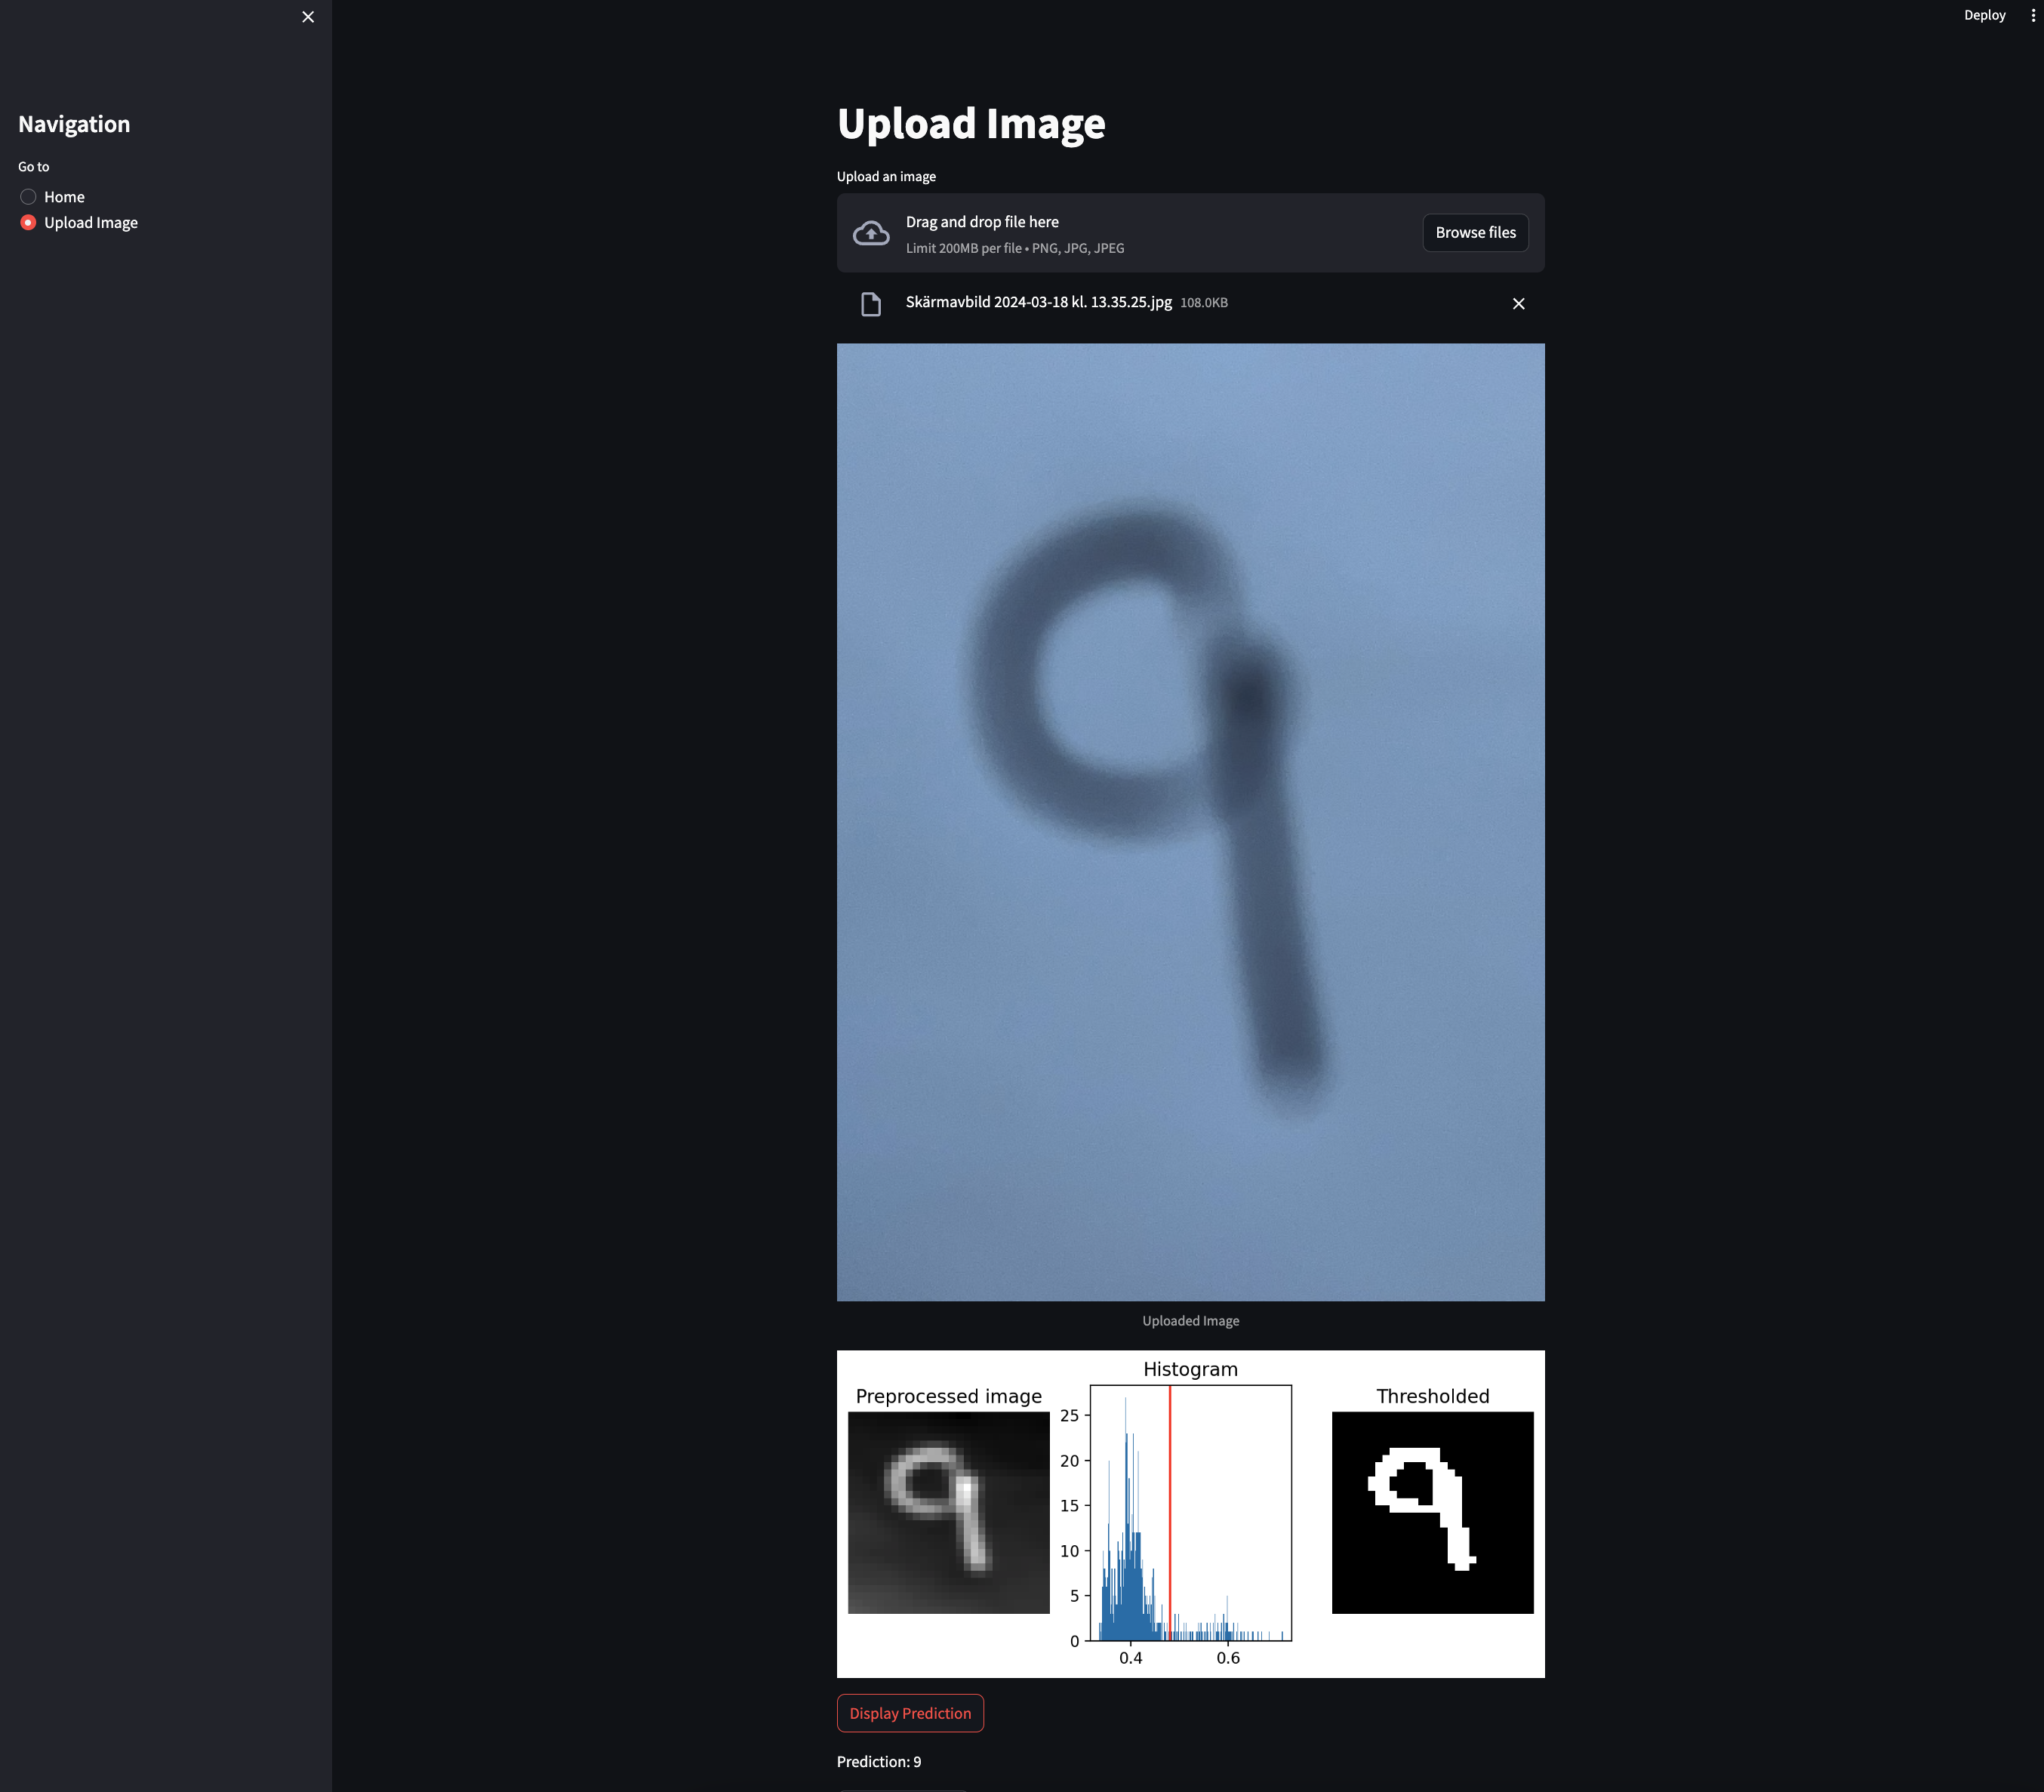 Deploy
Navigation
Go to
Home
Upload Image
Upload Image
Upload an image
Drag and drop file here
Limit 200MB per file • PNG, JPG, JPEG
Browse files
Skärmavbild 2024-03-18 kl. 13.35.25.jpg 108.0KB
9
Uploaded Image
Preprocessed image
9
Histogram
25
20
15
10
5
0
0.4 0.6
Thresholded
9
Display Prediction
Prediction: 9